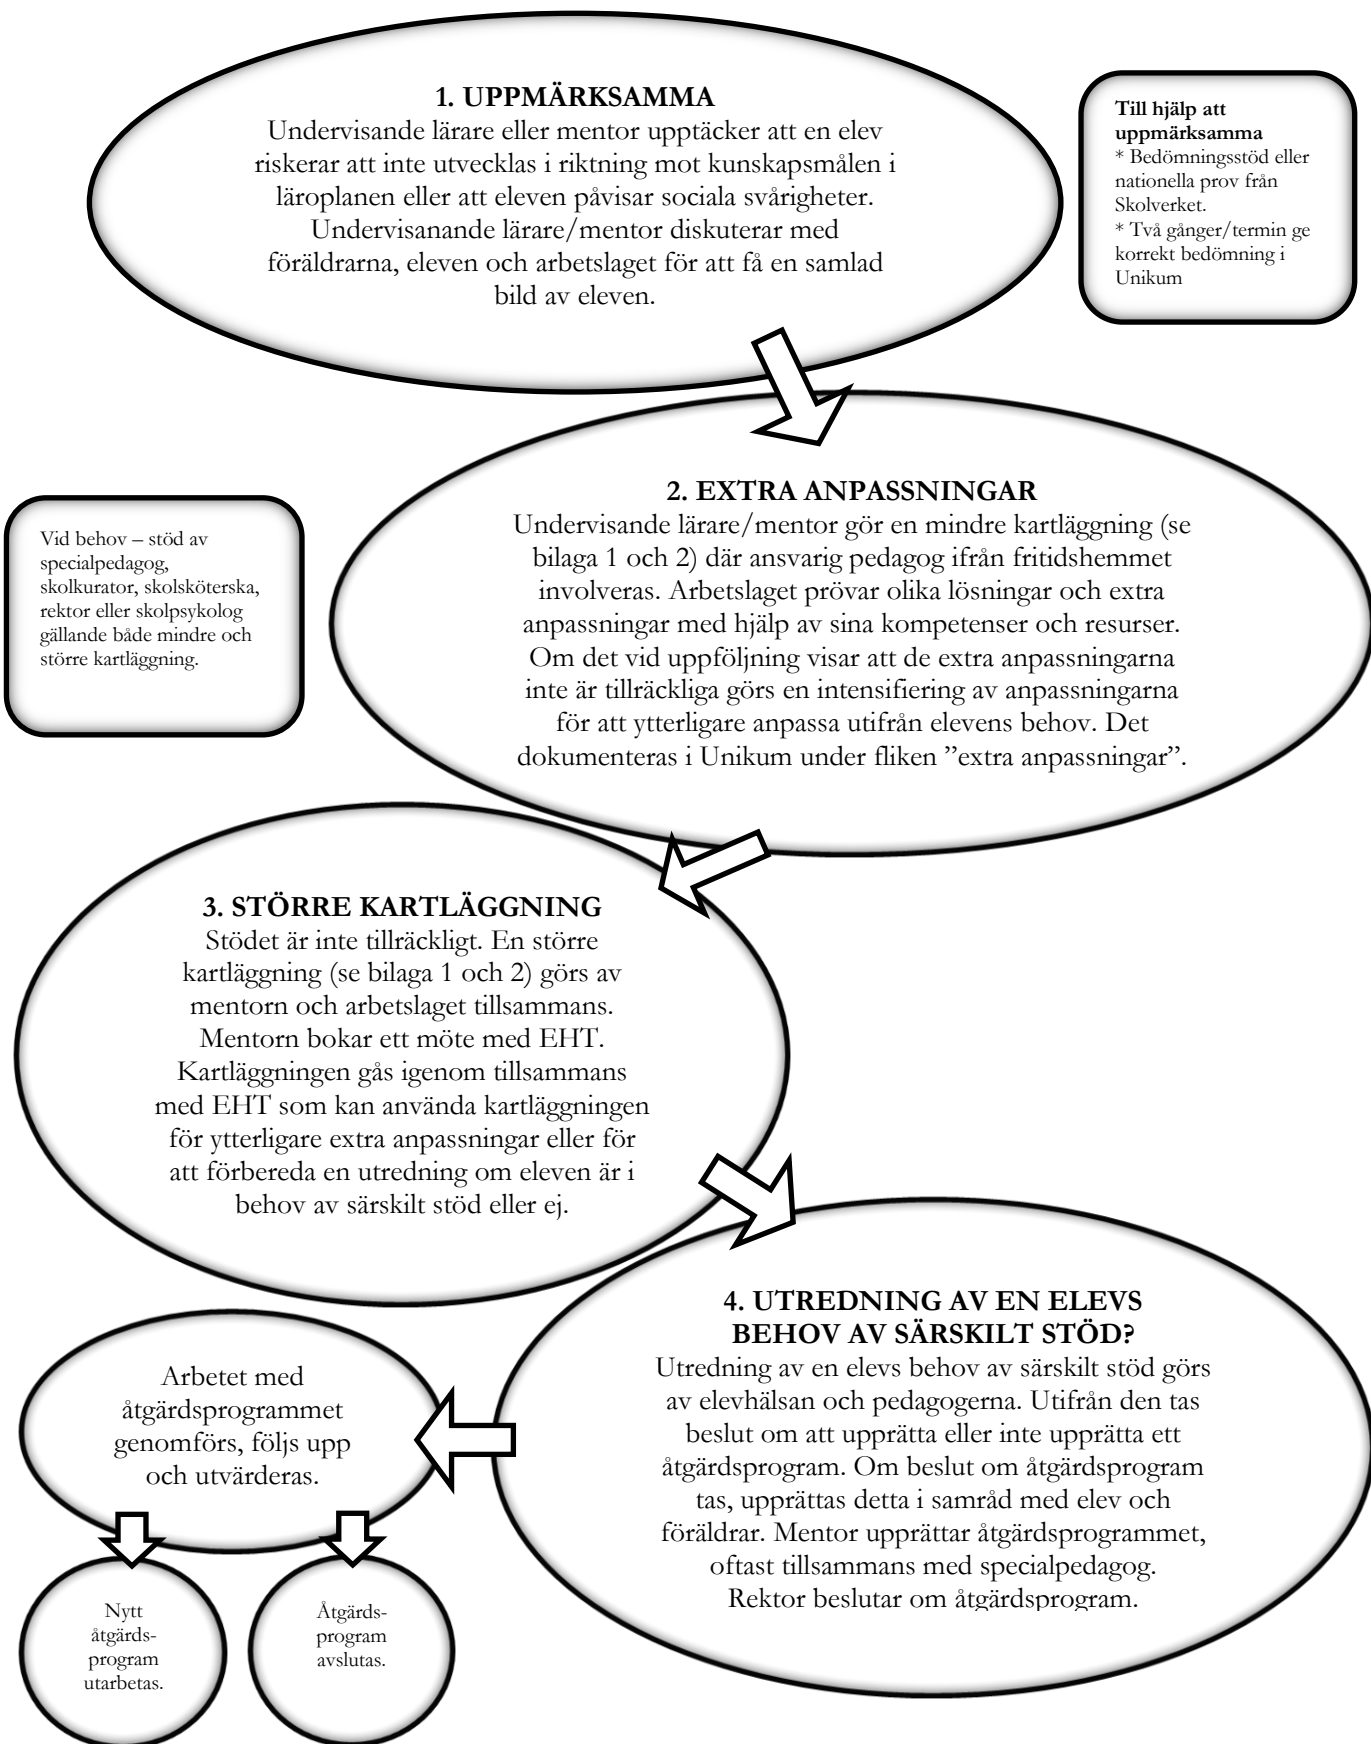 1. UPPMÄRKSAMMA
Undervisande lärare eller mentor upptäcker att en elev
riskerar att inte utvecklas i riktning mot kunskapsmålen i
läroplanen eller att eleven påvisar sociala svårigheter.
Undervisanande lärare/mentor diskuterar med
föräldrarna, eleven och arbetslaget för att få en samlad
bild av eleven.
Till hjälp att
uppmärksamma
* Bedömningsstöd eller
nationella prov från
Skolverket.
* Två gånger/termin ge
korrekt bedömning i
Unikum
2. EXTRA ANPASSNINGAR
Undervisande lärare/mentor gör en mindre kartläggning (se
bilaga 1 och 2) där ansvarig pedagog ifrån fritidshemmet
involveras. Arbetslaget prövar olika lösningar och extra
anpassningar med hjälp av sina kompetenser och resurser.
Om det vid uppföljning visar att de extra anpassningarna
inte är tillräckliga görs en intensifiering av anpassningarna
för att ytterligare anpassa utifrån elevens behov. Det
dokumenteras i Unikum under fliken ”extra anpassningar”.
Vid behov – stöd av
specialpedagog,
skolkurator, skolsköterska,
rektor eller skolpsykolog
gällande både mindre och
större kartläggning.
3. STÖRRE KARTLÄGGNING
Stödet är inte tillräckligt. En större
kartläggning (se bilaga 1 och 2) görs av
mentorn och arbetslaget tillsammans.
Mentorn bokar ett möte med EHT.
Kartläggningen gås igenom tillsammans
med EHT som kan använda kartläggningen
för ytterligare extra anpassningar eller för
att förbereda en utredning om eleven är i
behov av särskilt stöd eller ej.
4. UTREDNING AV EN ELEVS
BEHOV AV SÄRSKILT STÖD?
Utredning av en elevs behov av särskilt stöd görs
av elevhälsan och pedagogerna. Utifrån den tas
beslut om att upprätta eller inte upprätta ett
åtgärdsprogram. Om beslut om åtgärdsprogram
tas, upprättas detta i samråd med elev och
föräldrar. Mentor upprättar åtgärdsprogrammet,
oftast tillsammans med specialpedagog.
Rektor beslutar om åtgärdsprogram.
Arbetet med
åtgärdsprogrammet
genomförs, följs upp
och utvärderas.
Nytt
åtgärds-
program
utarbetas.
Åtgärds-
program
avslutas.